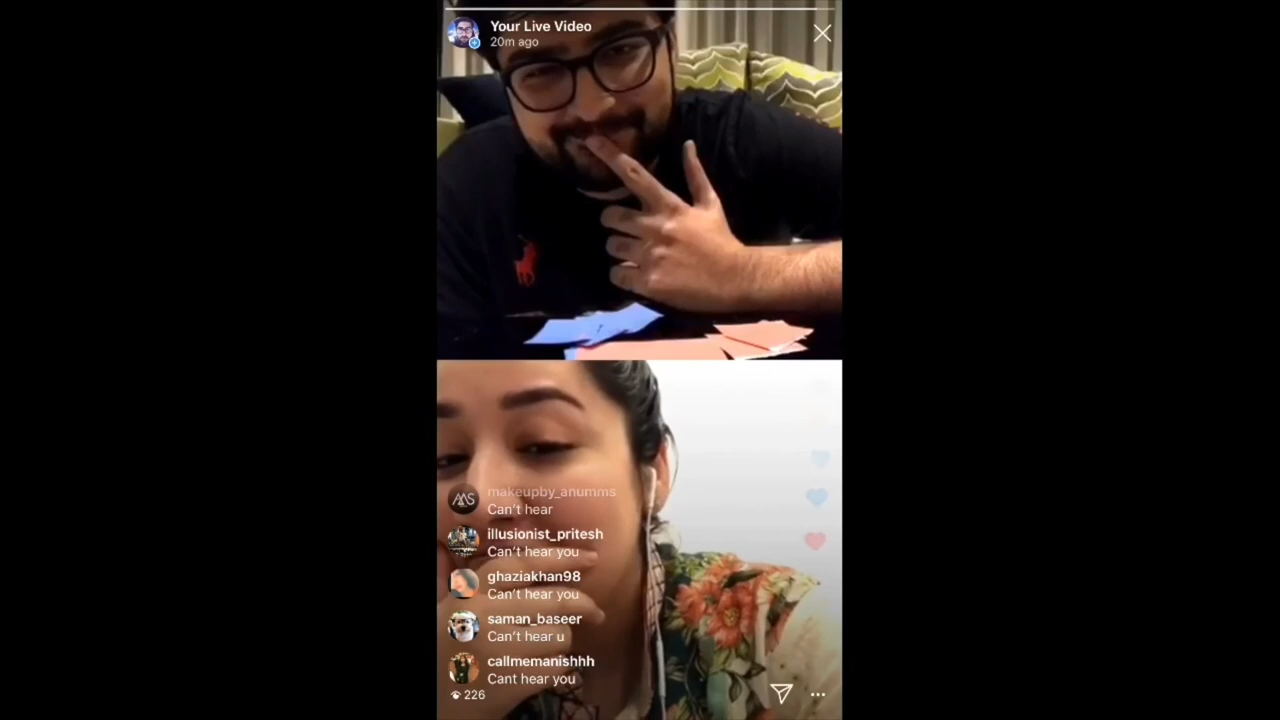 Your Live Video
20m ago
makeupby_anumms
Can't hear
illusionist_pritesh
Can't hear you
ghaziakhan98
Can't hear you
saman_baseer
Can't hear u
callmemanishhh
Cant hear you
226